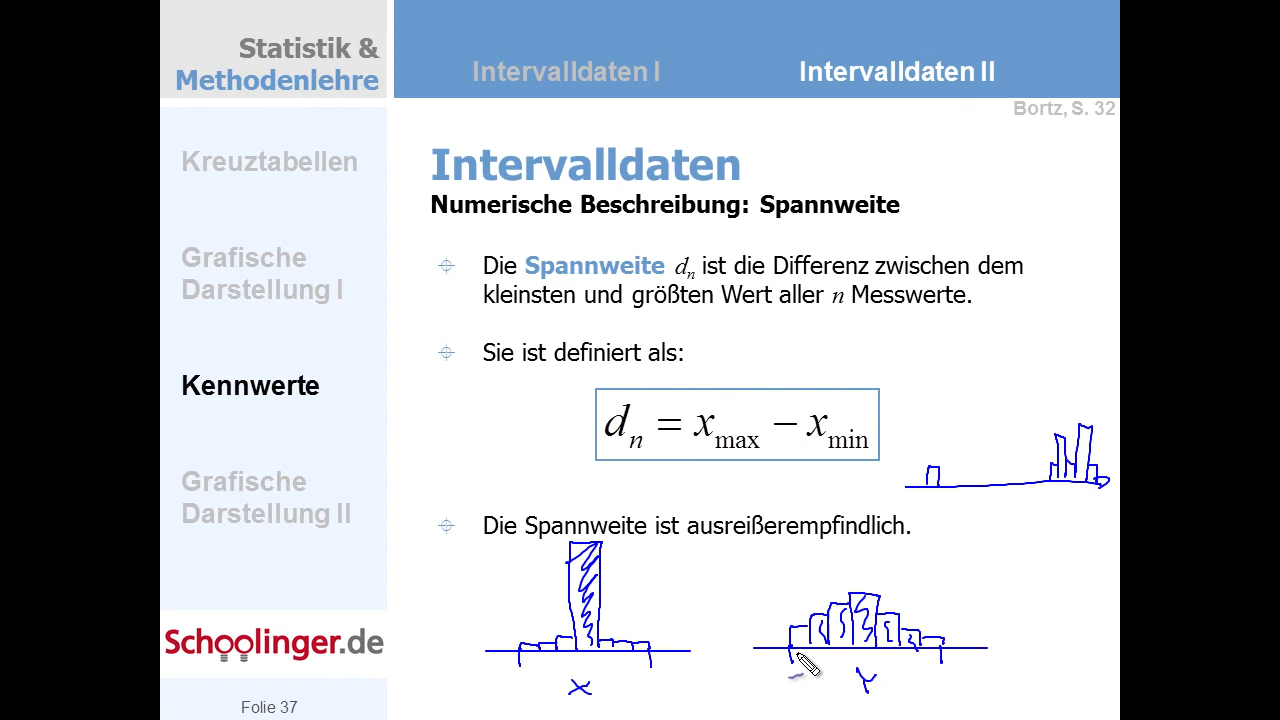 Statistik &
Methodenlehre
Intervalldaten I
Intervalldaten II
Bortz, S. 32
Kreuztabellen
Grafische
Darstellung I
Kennwerte
Grafische
Darstellung II
Schoolinger.de
Folie 37
Intervalldaten
Numerische Beschreibung: Spannweite
Die Spannweite dₙ ist die Differenz zwischen dem
kleinsten und größten Wert aller n Messwerte.
Sie ist definiert als:
dₙ = x_max − x_min
Die Spannweite ist ausreißerempfindlich.
X
Y